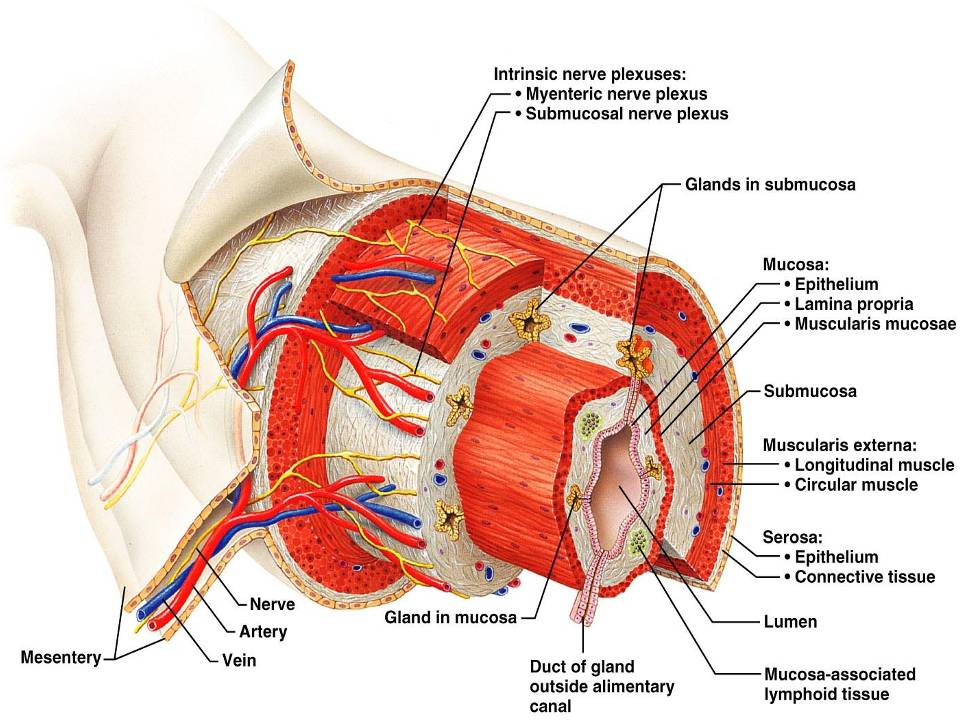 Intrinsic nerve plexuses:
• Myenteric nerve plexus
• Submucosal nerve plexus
Glands in submucosa
Mucosa:
• Epithelium
• Lamina propria
• Muscularis mucosae
Submucosa
Muscularis externa:
• Longitudinal muscle
• Circular muscle
Serosa:
• Epithelium
• Connective tissue
Nerve
Artery
Vein
Mesentery
Gland in mucosa
Lumen
Duct of gland
outside alimentary
canal
Mucosa-associated
lymphoid tissue